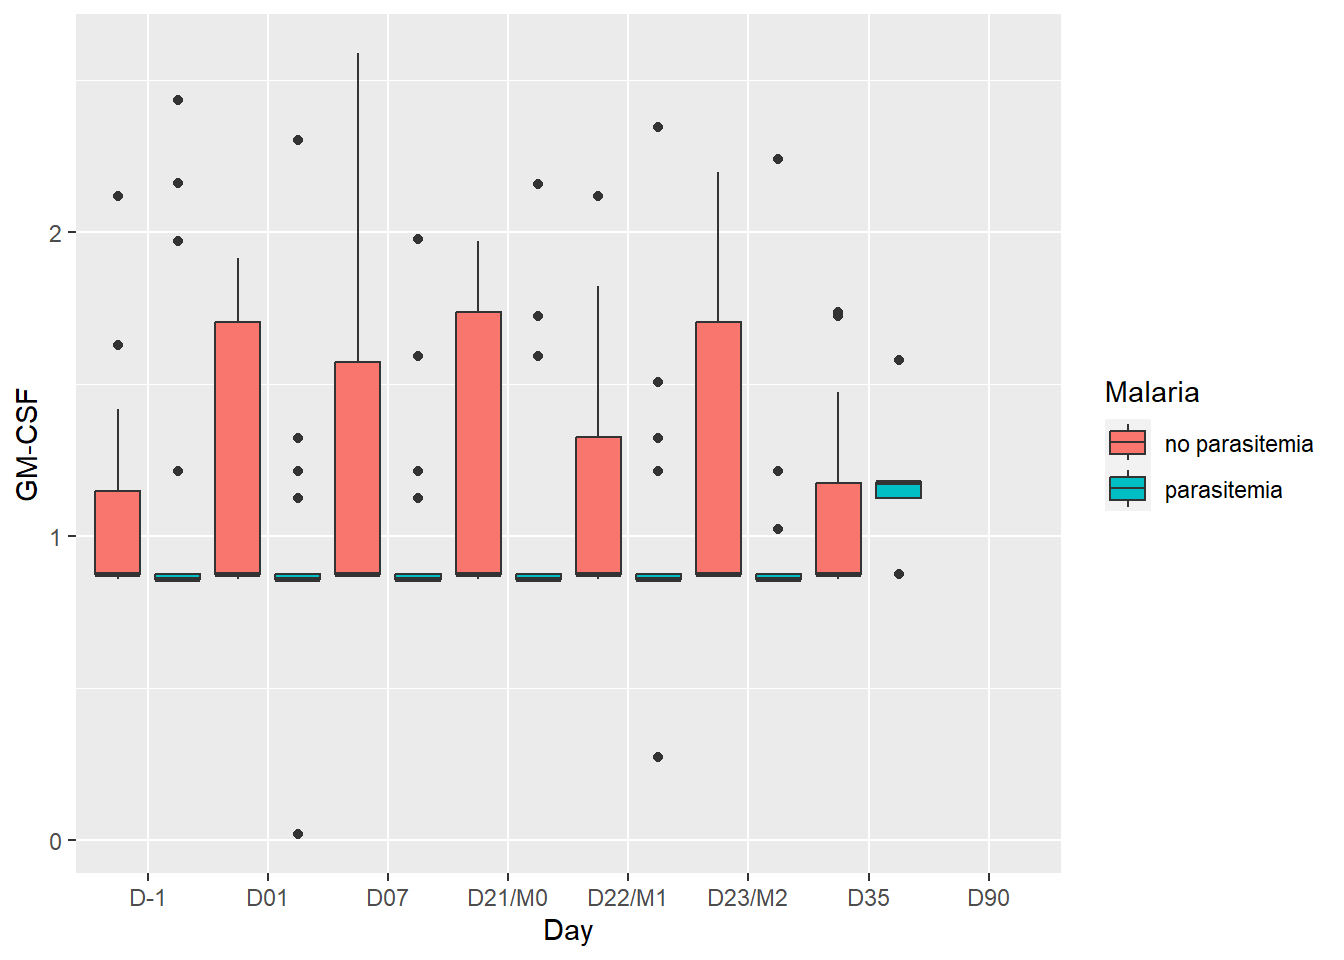 GM-CSF
2
1
0
D-1 D01 D07 D21/M0 D22/M1 D23/M2 D35 D90
Day
Malaria
no parasitemia
parasitemia